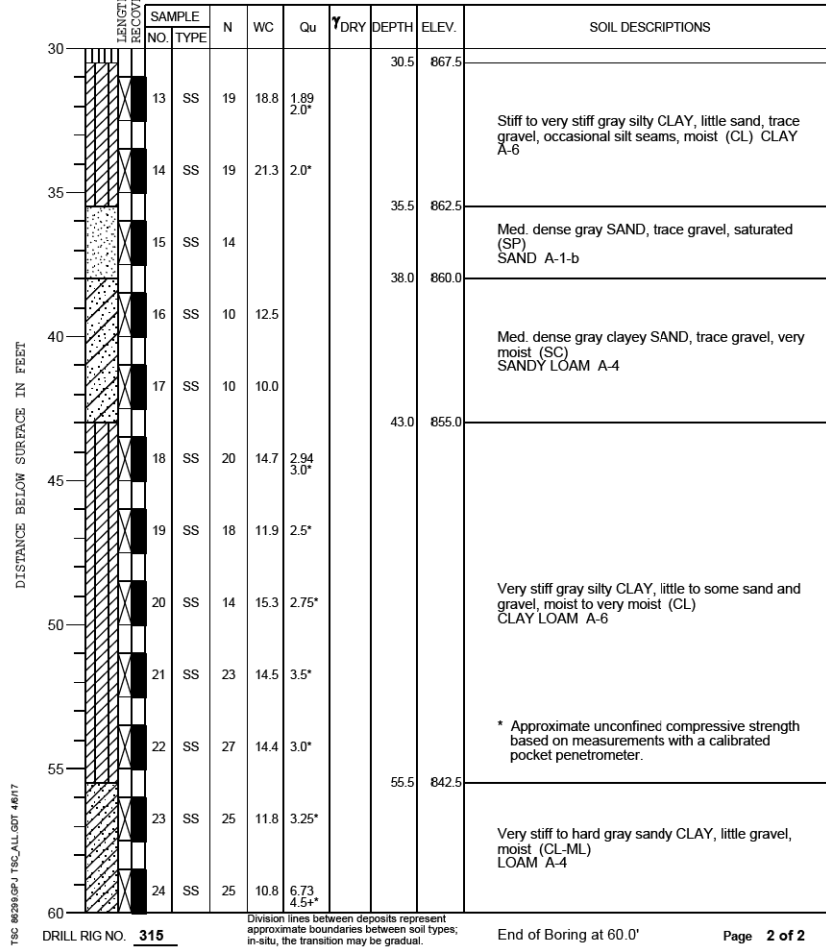 LENGTH
RECOVERY
SAMPLE
NO. TYPE N WC Qu γDRY DEPTH ELEV. SOIL DESCRIPTIONS
30
30.5 867.5
13 SS 19 18.8 1.89
2.0*
Stiff to very stiff gray silty CLAY, little sand, trace
gravel, occasional silt seams, moist (CL) CLAY
A-6
14 SS 19 21.3 2.0*
35
35.5 862.5
Med. dense gray SAND, trace gravel, saturated
(SP)
SAND A-1-b
15 SS 14
38.0 860.0
16 SS 10 12.5
40
Med. dense gray clayey SAND, trace gravel, very
moist (SC)
SANDY LOAM A-4
17 SS 10 10.0
43.0 855.0
18 SS 20 14.7 2.94
3.0*
45
19 SS 18 11.9 2.5*
20 SS 14 15.3 2.75*
Very stiff gray silty CLAY, little to some sand and
gravel, moist to very moist (CL)
CLAY LOAM A-6
50
21 SS 23 14.5 3.5*
22 SS 27 14.4 3.0*
* Approximate unconfined compressive strength
based on measurements with a calibrated
pocket penetrometer.
55
55.5 842.5
23 SS 25 11.8 3.25*
Very stiff to hard gray sandy CLAY, little gravel,
moist (CL-ML)
LOAM A-4
24 SS 25 10.8 6.73
4.5+*
60
DISTANCE BELOW SURFACE IN FEET
TSC 86299.GPJ TSC_ALL.GDT 4/6/17
DRILL RIG NO. 315
Division lines between deposits represent
approximate boundaries between soil types;
in-situ, the transition may be gradual.
End of Boring at 60.0'
Page 2 of 2